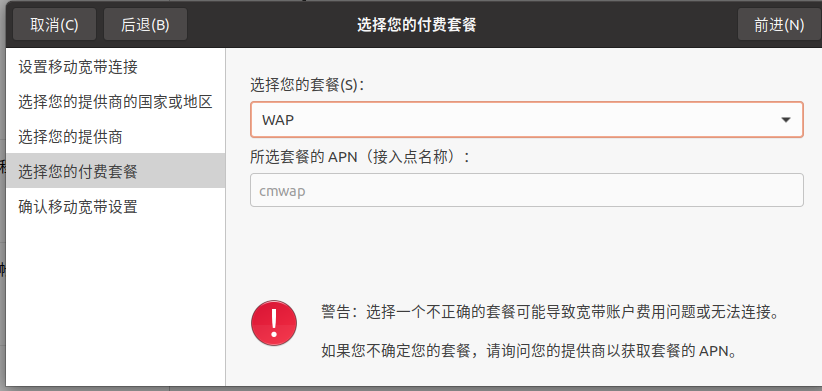 取消(C)
后退(B)
选择您的付费套餐
前进(N)
设置移动宽带连接
选择您的提供商的国家或地区
选择您的提供商
选择您的付费套餐
确认移动宽带设置
选择您的套餐(S)：
WAP
所选套餐的 APN（接入点名称）：
cmwap
警告：选择一个不正确的套餐可能导致宽带账户费用问题或无法连接。
如果您不确定您的套餐，请询问您的提供商以获取套餐的 APN。